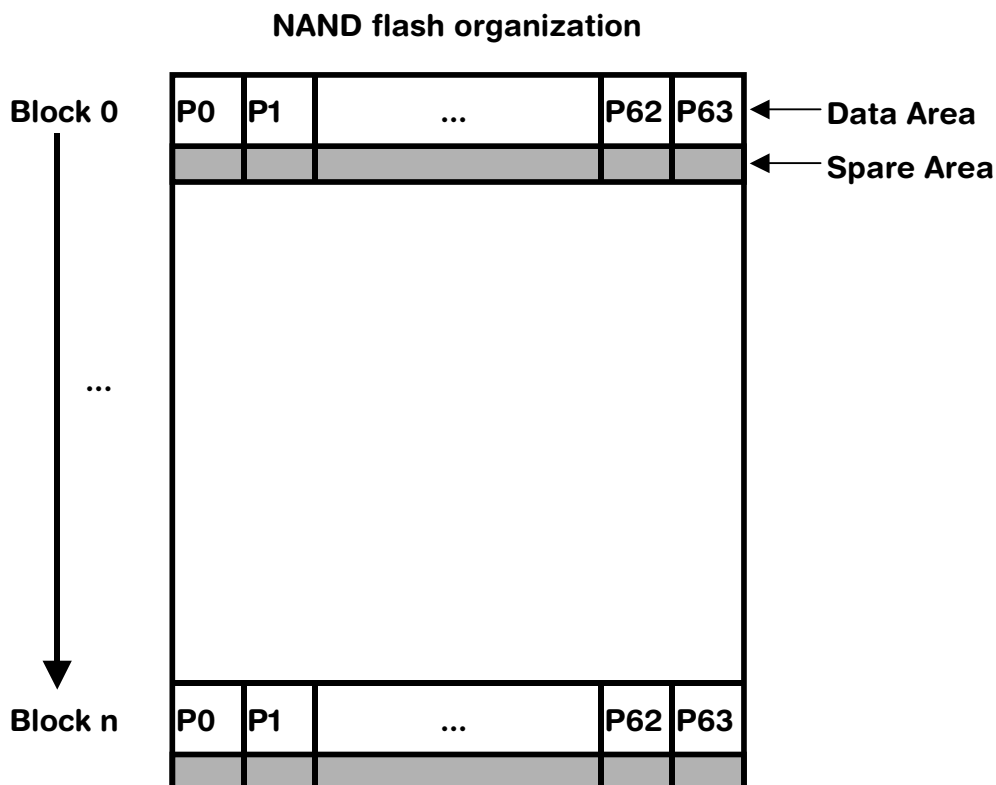 NAND flash organization
Block 0 P0 P1 ... P62 P63 Data Area
Spare Area
...
Block n P0 P1 ... P62 P63